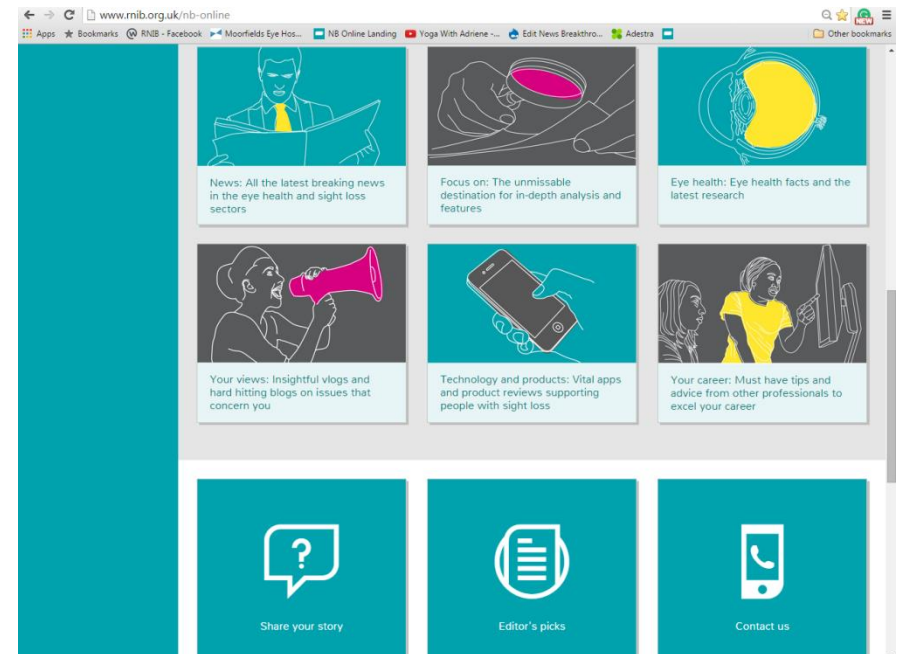 www.rnib.org.uk/nb-online
NEW
Apps Bookmarks RNIB - Facebook Moorfields Eye Hos... NB Online Landing Yoga With Adriene -... Edit News Breakthro... Adestra Other bookmarks
News: All the latest breaking news
in the eye health and sight loss
sectors
Focus on: The unmissable
destination for in-depth analysis and
features
Eye health: Eye health facts and the
latest research
Your views: Insightful vlogs and
hard hitting blogs on issues that
concern you
Technology and products: Vital apps
and product reviews supporting
people with sight loss
Your career: Must have tips and
advice from other professionals to
excel your career
?
Share your story
Editor's picks
Contact us